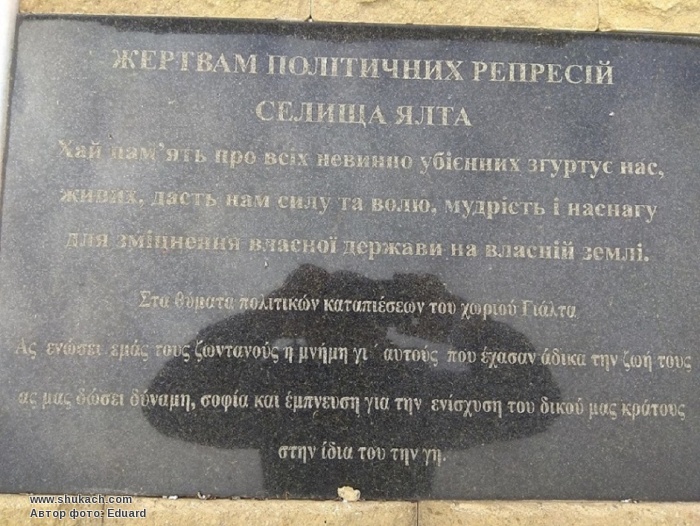 ЖЕРТВАМ ПОЛІТИЧНИХ РЕПРЕСІЙ
СЕЛИЩА ЯЛТА
Хай пам'ять про всіх невинно убієнних згуртує нас,
живих, дасть нам силу та волю, мудрість і наснагу
для зміцнення власної держави на власній землі.
Στα θύματα πολιτικών καταπιέσεων του χωριού Γιάλτα
Ας ενώσει εμάς τους ζωντανούς η μνήμη γι΄ αυτους που έχασαν άδικα την ζωή τους
ας μας δώσει δύναμη, σοφία και έμπνευση για την ενίσχυση του δικού μας κράτους
στην ίδια του την γη.
www.shukach.com
Автор фото: Eduard